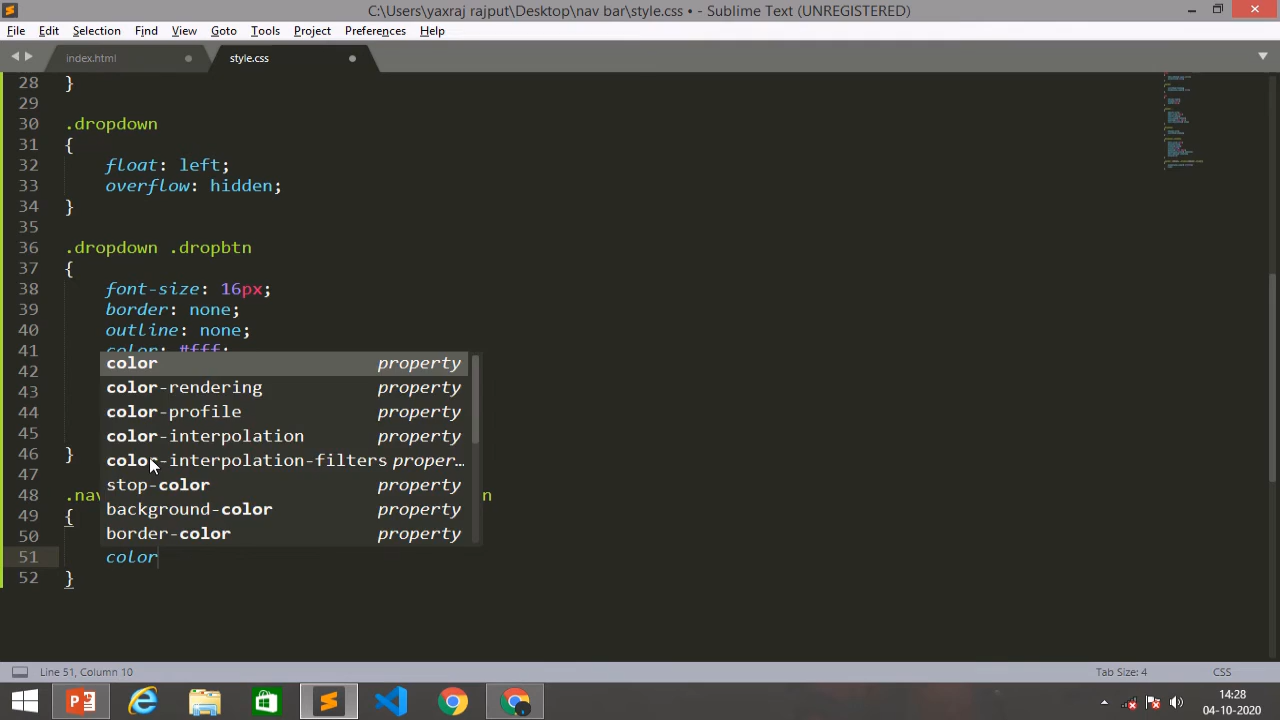 C:\Users\yaxraj rajput\Desktop\nav bar\style.css • - Sublime Text (UNREGISTERED)
File Edit Selection Find View Goto Tools Project Preferences Help
index.html style.css
28 }
29
30 .dropdown
31 {
32 float: left;
33 overflow: hidden;
34 }
35
36 .dropdown .dropbtn
37 {
38 font-size: 16px;
39 border: none;
40 outline: none;
41 color: #fff;
color property
42
color-rendering property
43
color-profile property
44
color-interpolation property
45
46 }
color-interpolation-filters proper…
47
stop-color property
48 .nav n
background-color property
49 {
border-color property
50
51 color
52 }
Line 51, Column 10 Tab Size: 4 CSS
14:28
04-10-2020